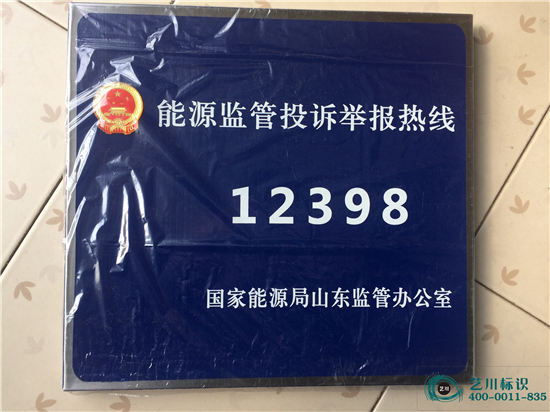 能源监管投诉举报热线
12398
国家能源局山东监管办公室
艺川标识
400-0011-835